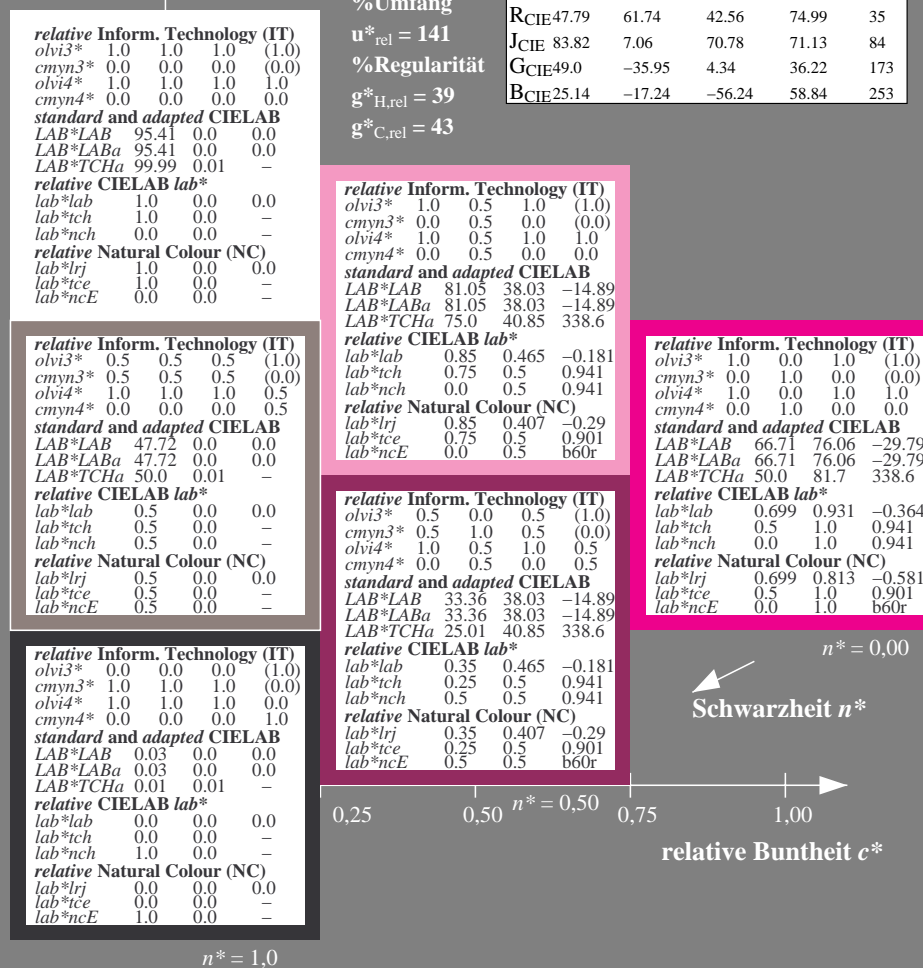 %Umfang
u*rel = 141
%Regularität
g*H,rel = 39
g*C,rel = 43
RCIE 47.79 61.74 42.56 74.99 35
JCIE 83.82 7.06 70.78 71.13 84
GCIE 49.0 −35.95 4.34 36.22 173
BCIE 25.14 −17.24 −56.24 58.84 253
relative Inform. Technology (IT)
olvi3* 1.0 1.0 1.0 (1.0)
cmyn3* 0.0 0.0 0.0 (0.0)
olvi4* 1.0 1.0 1.0 1.0
cmyn4* 0.0 0.0 0.0 0.0
standard and adapted CIELAB
LAB*LAB 95.41 0.0 0.0
LAB*LABa 95.41 0.0 0.0
LAB*TCHa 99.99 0.01 –
relative CIELAB lab*
lab*lab 1.0 0.0 0.0
lab*tch 1.0 0.0 –
lab*nch 0.0 0.0 –
relative Natural Colour (NC)
lab*lrj 1.0 0.0 0.0
lab*tce 1.0 0.0 –
lab*ncE 0.0 0.0 –
relative Inform. Technology (IT)
olvi3* 1.0 0.5 1.0 (1.0)
cmyn3* 0.0 0.5 0.0 (0.0)
olvi4* 1.0 0.5 1.0 1.0
cmyn4* 0.0 0.5 0.0 0.0
standard and adapted CIELAB
LAB*LAB 81.05 38.03 −14.89
LAB*LABa 81.05 38.03 −14.89
LAB*TCHa 75.0 40.85 338.6
relative CIELAB lab*
lab*lab 0.85 0.465 −0.181
lab*tch 0.75 0.5 0.941
lab*nch 0.0 0.5 0.941
relative Natural Colour (NC)
lab*lrj 0.85 0.407 −0.29
lab*tce 0.75 0.5 0.901
lab*ncE 0.0 0.5 b60r
relative Inform. Technology (IT)
olvi3* 0.5 0.5 0.5 (1.0)
cmyn3* 0.5 0.5 0.5 (0.0)
olvi4* 1.0 1.0 1.0 0.5
cmyn4* 0.0 0.0 0.0 0.5
standard and adapted CIELAB
LAB*LAB 47.72 0.0 0.0
LAB*LABa 47.72 0.0 0.0
LAB*TCHa 50.0 0.01 –
relative CIELAB lab*
lab*lab 0.5 0.0 0.0
lab*tch 0.5 0.0 –
lab*nch 0.5 0.0 –
relative Natural Colour (NC)
lab*lrj 0.5 0.0 0.0
lab*tce 0.5 0.0 –
lab*ncE 0.5 0.0 –
relative Inform. Technology (IT)
olvi3* 1.0 0.0 1.0 (1.0)
cmyn3* 0.0 1.0 0.0 (0.0)
olvi4* 1.0 0.0 1.0 1.0
cmyn4* 0.0 1.0 0.0 0.0
standard and adapted CIELAB
LAB*LAB 66.71 76.06 −29.79
LAB*LABa 66.71 76.06 −29.79
LAB*TCHa 50.0 81.7 338.6
relative CIELAB lab*
lab*lab 0.699 0.931 −0.364
lab*tch 0.5 1.0 0.941
lab*nch 0.0 1.0 0.941
relative Natural Colour (NC)
lab*lrj 0.699 0.813 −0.581
lab*tce 0.5 1.0 0.901
lab*ncE 0.0 1.0 b60r
relative Inform. Technology (IT)
olvi3* 0.5 0.0 0.5 (1.0)
cmyn3* 0.5 1.0 0.5 (0.0)
olvi4* 1.0 0.5 1.0 0.5
cmyn4* 0.0 0.5 0.0 0.5
standard and adapted CIELAB
LAB*LAB 33.36 38.03 −14.89
LAB*LABa 33.36 38.03 −14.89
LAB*TCHa 25.01 40.85 338.6
relative CIELAB lab*
lab*lab 0.35 0.465 −0.181
lab*tch 0.25 0.5 0.941
lab*nch 0.5 0.5 0.941
relative Natural Colour (NC)
lab*lrj 0.35 0.407 −0.29
lab*tce 0.25 0.5 0.901
lab*ncE 0.5 0.5 b60r
relative Inform. Technology (IT)
olvi3* 0.0 0.0 0.0 (1.0)
cmyn3* 1.0 1.0 1.0 (0.0)
olvi4* 1.0 1.0 1.0 0.0
cmyn4* 0.0 0.0 0.0 1.0
standard and adapted CIELAB
LAB*LAB 0.03 0.0 0.0
LAB*LABa 0.03 0.0 0.0
LAB*TCHa 0.01 0.01 –
relative CIELAB lab*
lab*lab 0.0 0.0 0.0
lab*tch 0.0 0.0 –
lab*nch 1.0 0.0 –
relative Natural Colour (NC)
lab*lrj 0.0 0.0 0.0
lab*tce 0.0 0.0 –
lab*ncE 1.0 0.0 –
n* = 0,00
Schwarzheit n*
0,25 0,50 n* = 0,50 0,75 1,00
relative Buntheit c*
n* = 1,0